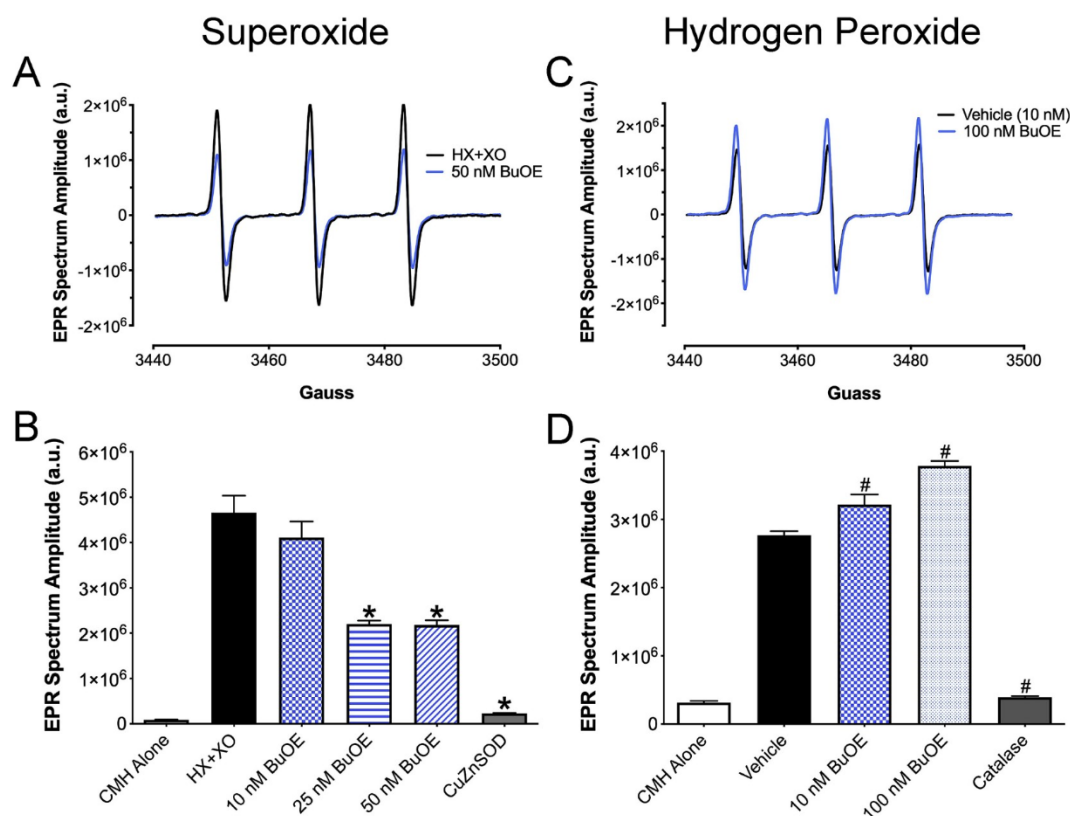 Superoxide
Hydrogen Peroxide
A
EPR Spectrum Amplitude (a.u.)
2×10⁶
1×10⁶
0
-1×10⁶
-2×10⁶
3440
3460
3480
3500
Gauss
HX+XO
50 nM BuOE
C
EPR Spectrum Amplitude (a.u.)
2×10⁶
1×10⁶
0
-1×10⁶
-2×10⁶
3440
3460
3480
3500
Guass
Vehicle (10 nM)
100 nM BuOE
B
EPR Spectrum Amplitude (a.u.)
6×10⁶
5×10⁶
4×10⁶
3×10⁶
2×10⁶
1×10⁶
0
*
*
*
CMH Alone
HX+XO
10 nM BuOE
25 nM BuOE
50 nM BuOE
CuZnSOD
D
EPR Spectrum Amplitude (a.u.)
4×10⁶
3×10⁶
2×10⁶
1×10⁶
0
#
#
#
CMH Alone
Vehicle
10 nM BuOE
100 nM BuOE
Catalase